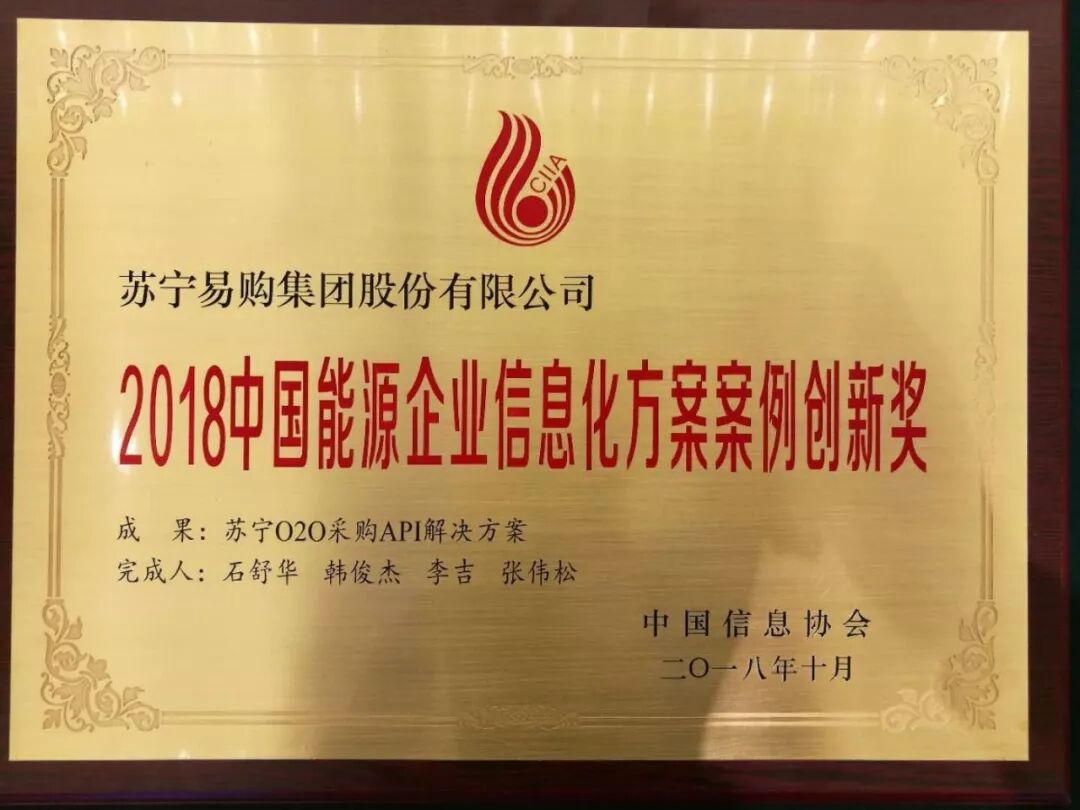 CIIA
苏宁易购集团股份有限公司
2018中国能源企业信息化方案案例创新奖
成 果：苏宁O2O采购API解决方案
完成人：石舒华 韩俊杰 李吉 张伟松
中国信息协会
二〇一八年十月